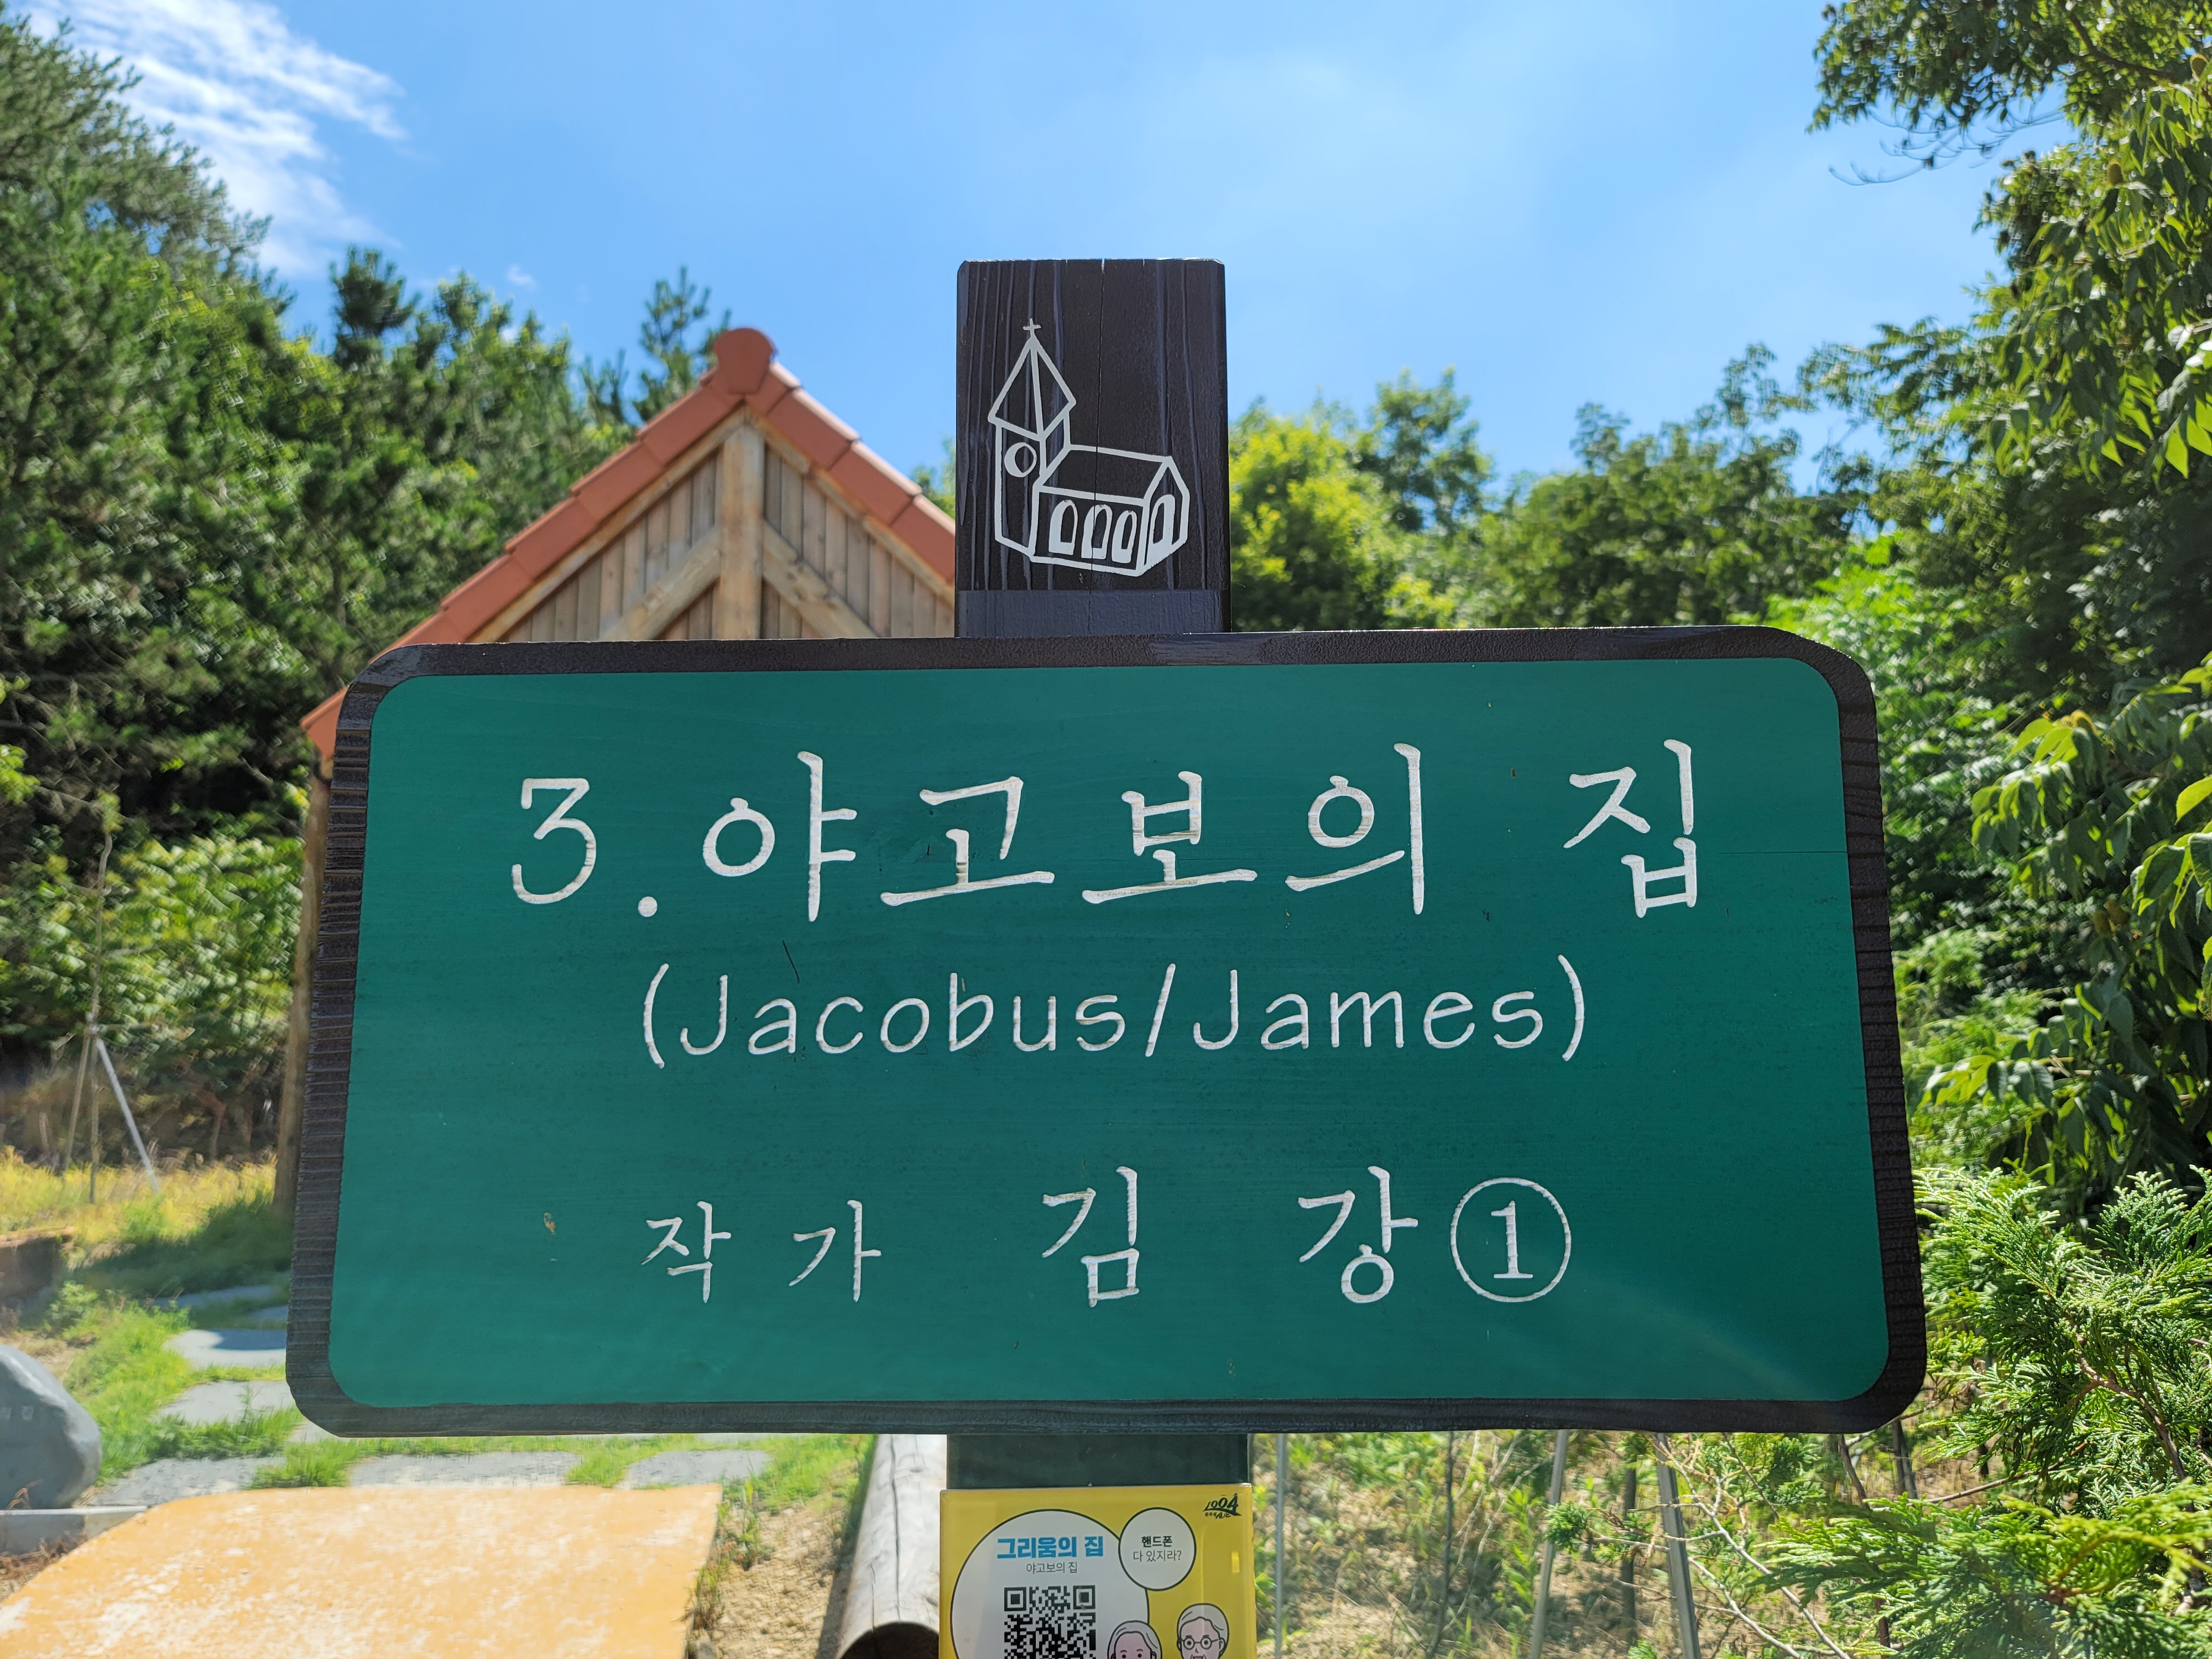 3. 야고보의 집
(Jacobus/James)
작가 김 강①
1004
그리움의 집
야고보의 집
핸드폰
다 있지라?